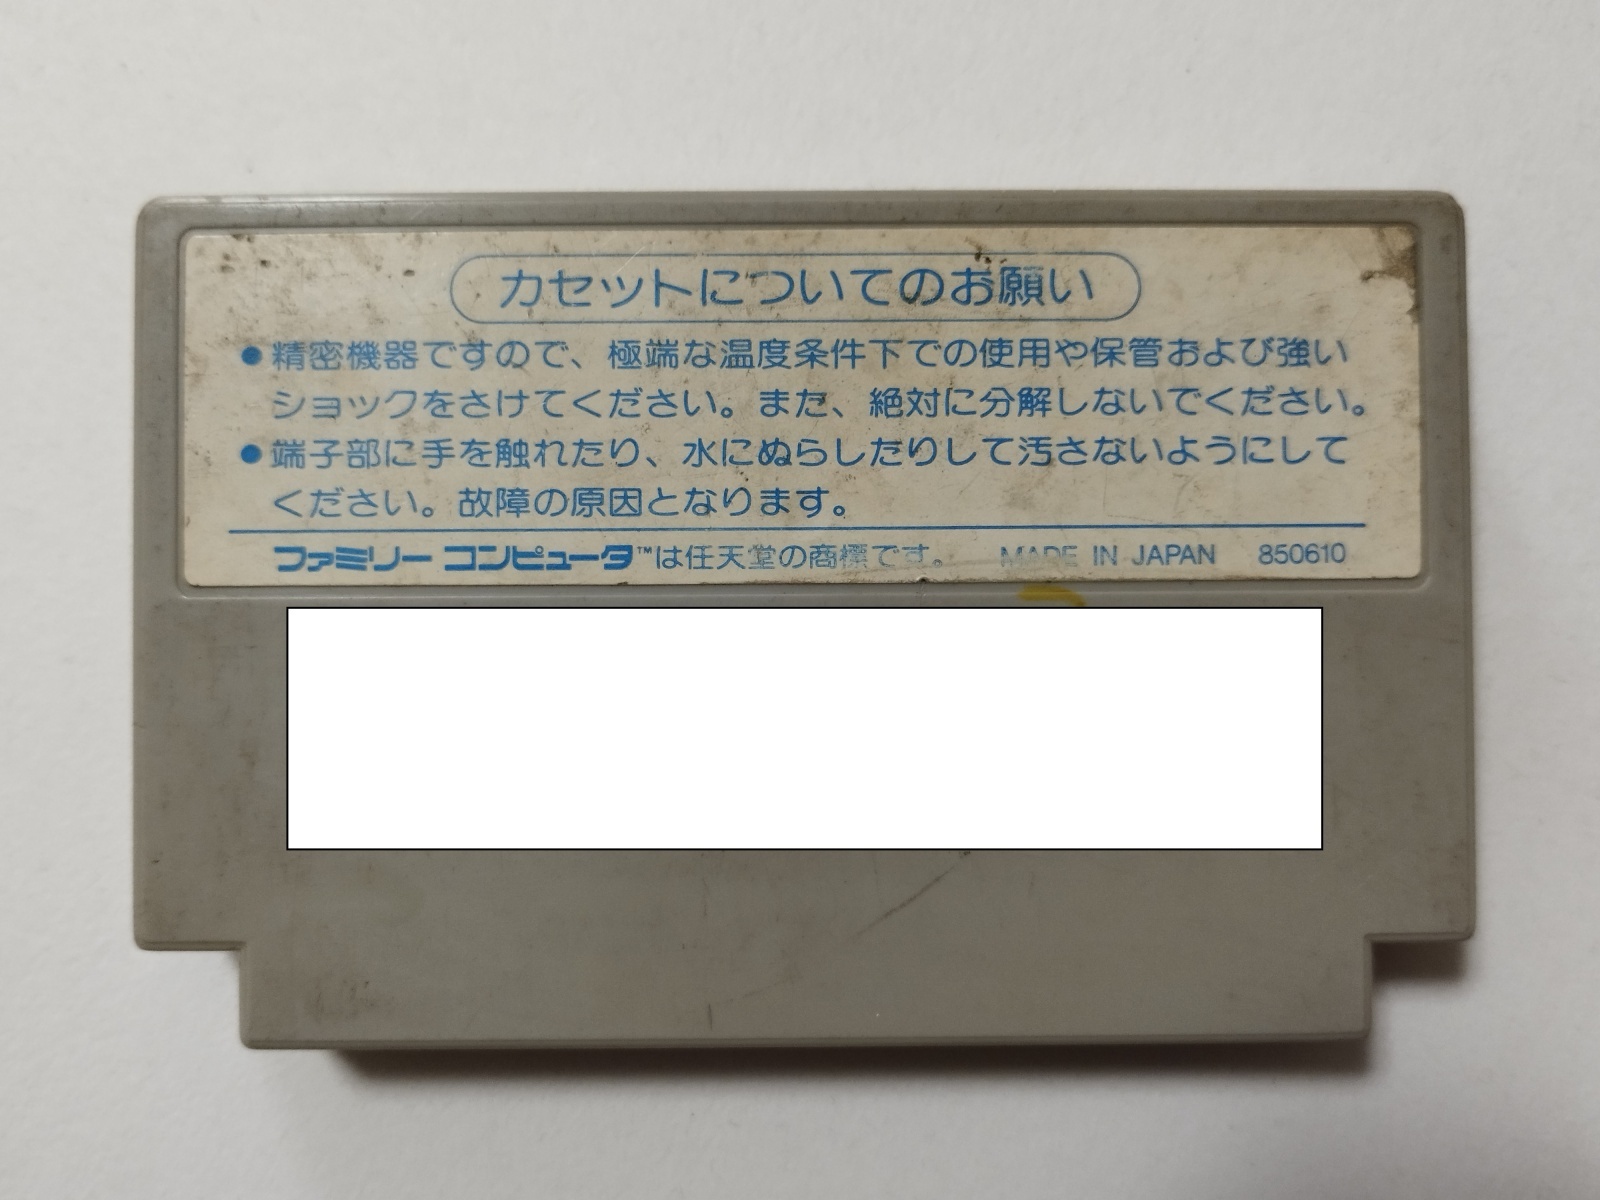 カセットについてのお願い
●精密機器ですので、極端な温度条件下での使用や保管および強い
ショックをさけてください。また、絶対に分解しないでください。
●端子部に手を触れたり、水にぬらしたりして汚さないようにして
ください。故障の原因となります。
ファミリー コンピュータ™は任天堂の商標です。 MADE IN JAPAN 850610